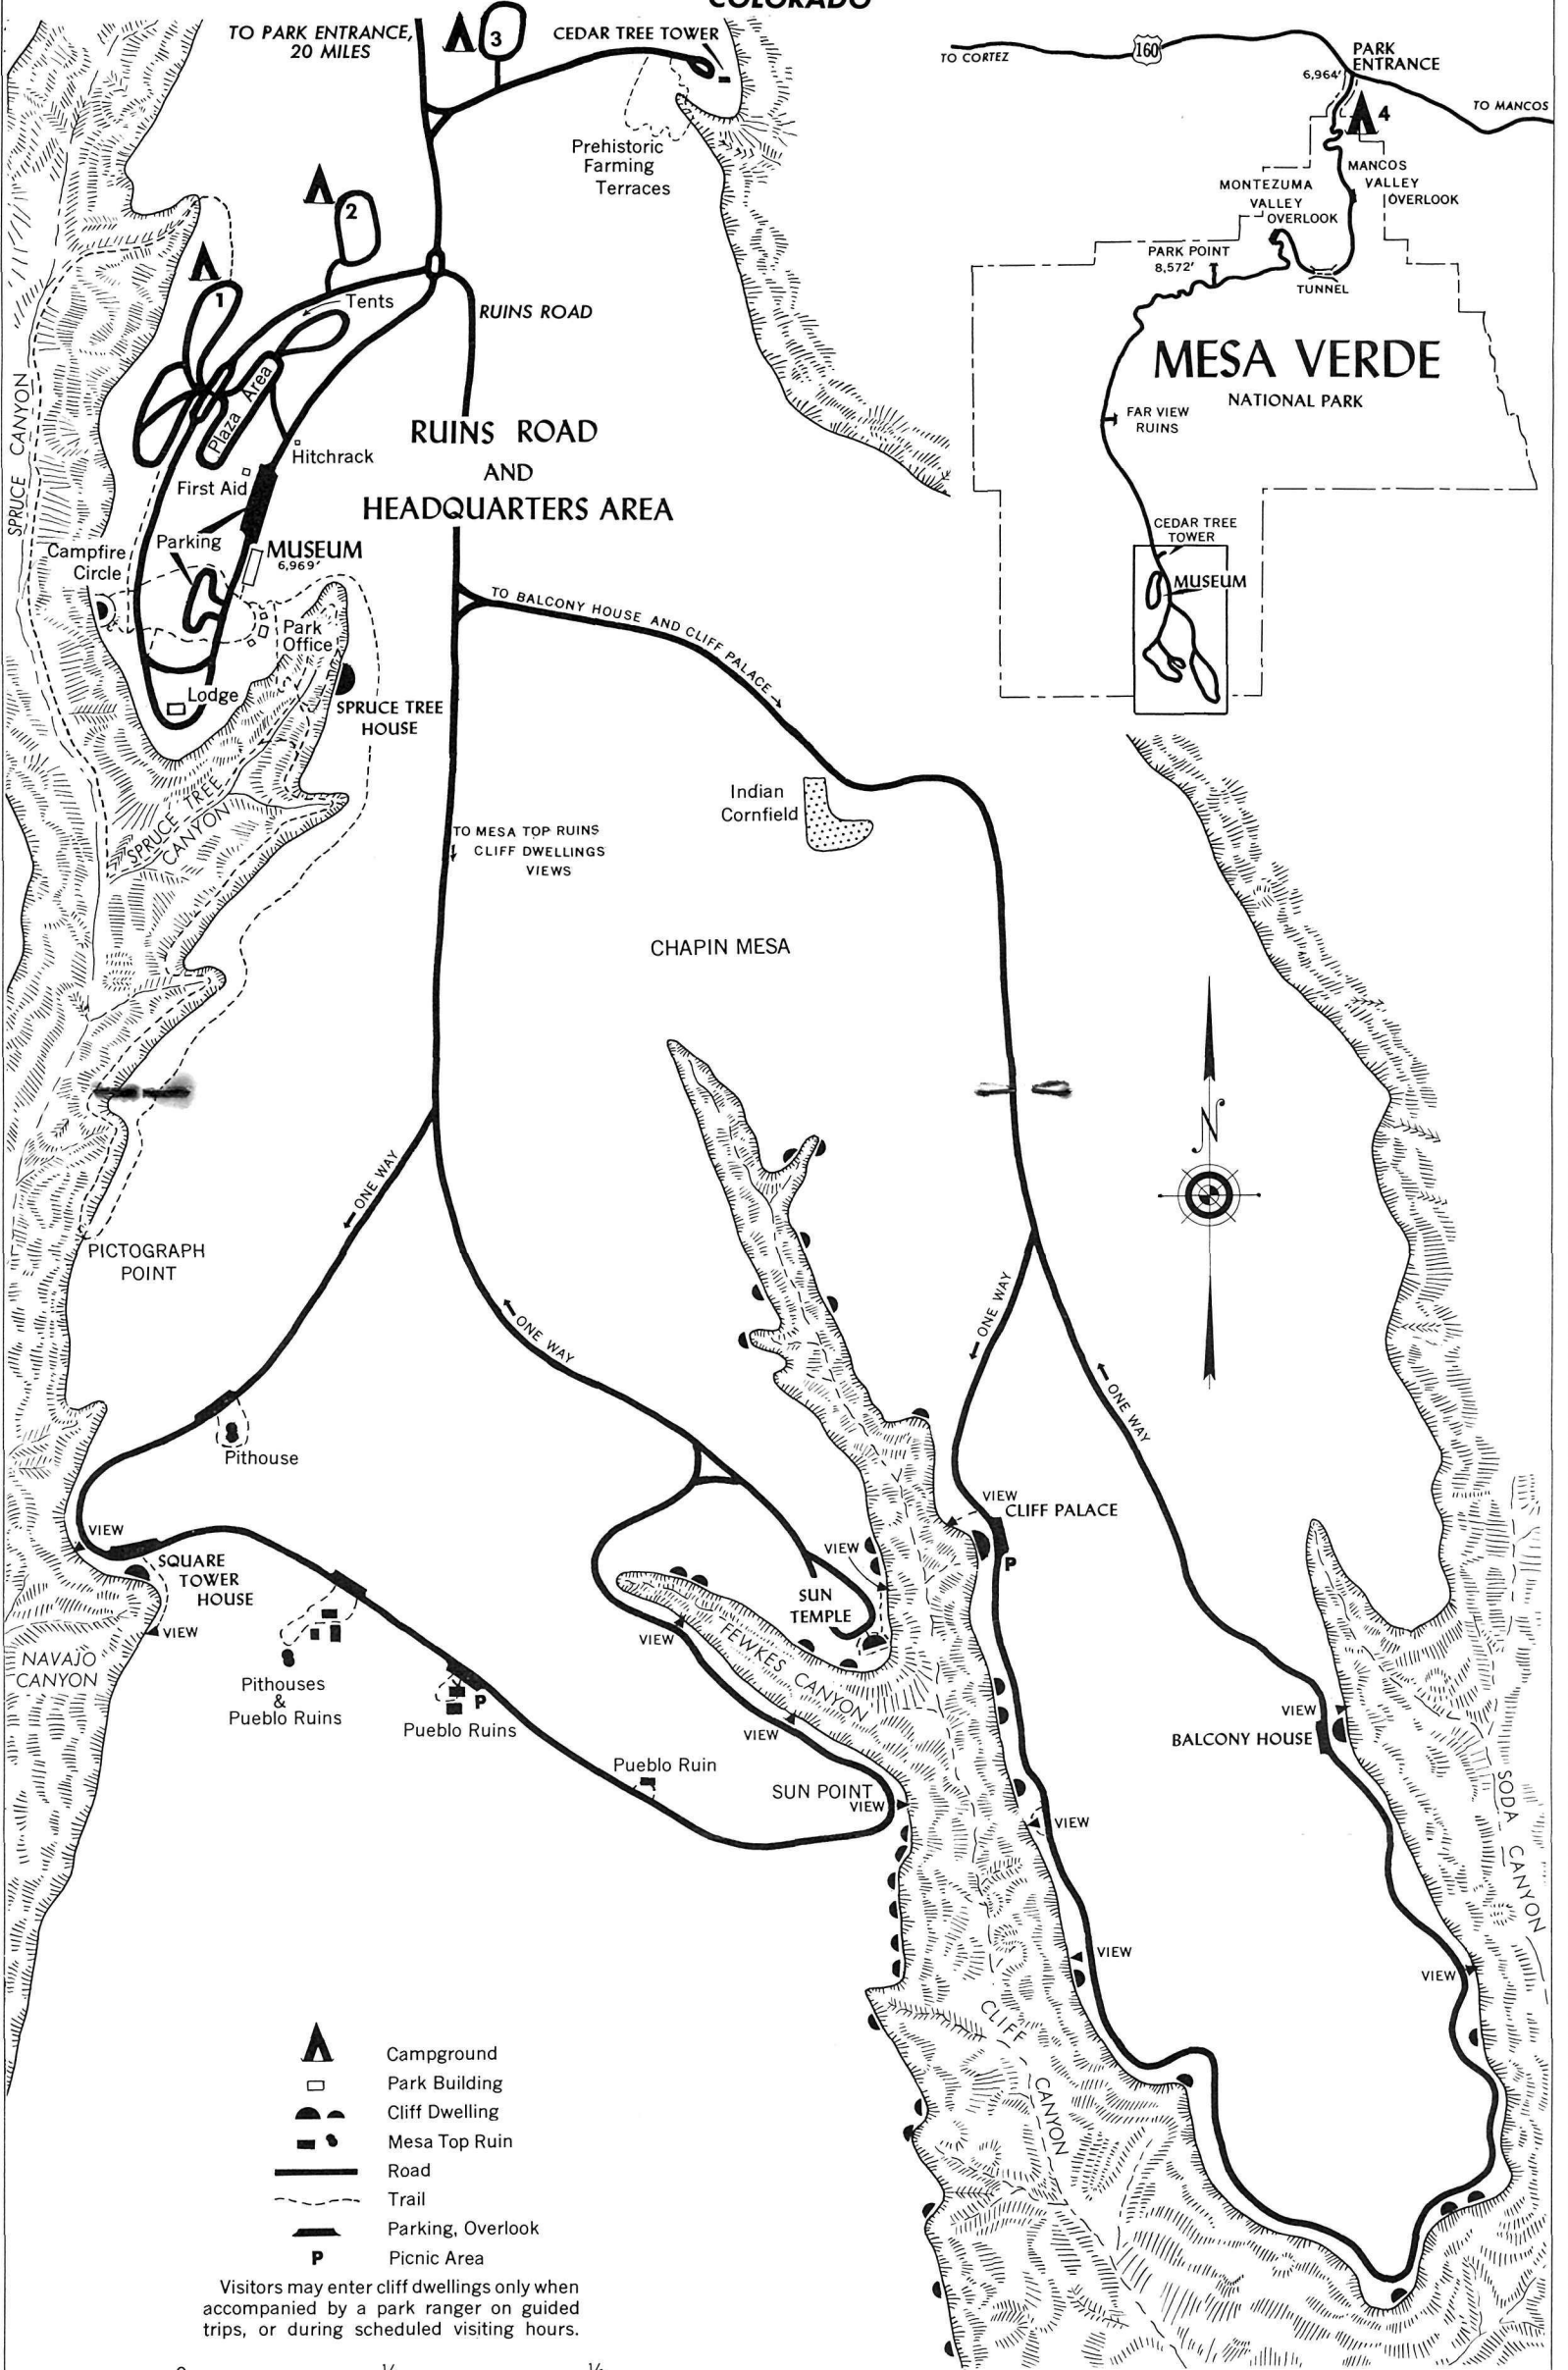 COLORADO
TO PARK ENTRANCE,
20 MILES
3
CEDAR TREE TOWER
Prehistoric
Farming
Terraces
2
1
Tents
RUINS ROAD
Plaza Area
Hitchrack
First Aid
Parking
MUSEUM
6,969'
Campfire
Circle
Park
Office
Lodge
SPRUCE CANYON
SPRUCE TREE
HOUSE
SPRUCE TREE
CANYON
RUINS ROAD
AND
HEADQUARTERS AREA
TO CORTEZ
160
PARK
ENTRANCE
6,964'
TO MANCOS
4
MANCOS
VALLEY
OVERLOOK
MONTEZUMA
VALLEY
OVERLOOK
PARK POINT
8,572'
TUNNEL
MESA VERDE
NATIONAL PARK
FAR VIEW
RUINS
CEDAR TREE
TOWER
MUSEUM
TO BALCONY HOUSE AND CLIFF PALACE
Indian
Cornfield
TO MESA TOP RUINS
CLIFF DWELLINGS
VIEWS
CHAPIN MESA
N
ONE WAY
PICTOGRAPH
POINT
ONE WAY
ONE WAY
ONE WAY
Pithouse
VIEW
SQUARE
TOWER
HOUSE
VIEW
NAVAJO
CANYON
Pithouses
&
Pueblo Ruins
P
Pueblo Ruins
Pueblo Ruin
VIEW
CLIFF PALACE
P
VIEW
SUN
TEMPLE
VIEW
FEWKES CANYON
VIEW
SUN POINT
VIEW
VIEW
BALCONY HOUSE
VIEW
SODA CANYON
VIEW
VIEW
CLIFF
CANYON
Campground
Park Building
Cliff Dwelling
Mesa Top Ruin
Road
Trail
Parking, Overlook
P Picnic Area
Visitors may enter cliff dwellings only when
accompanied by a park ranger on guided
trips, or during scheduled visiting hours.